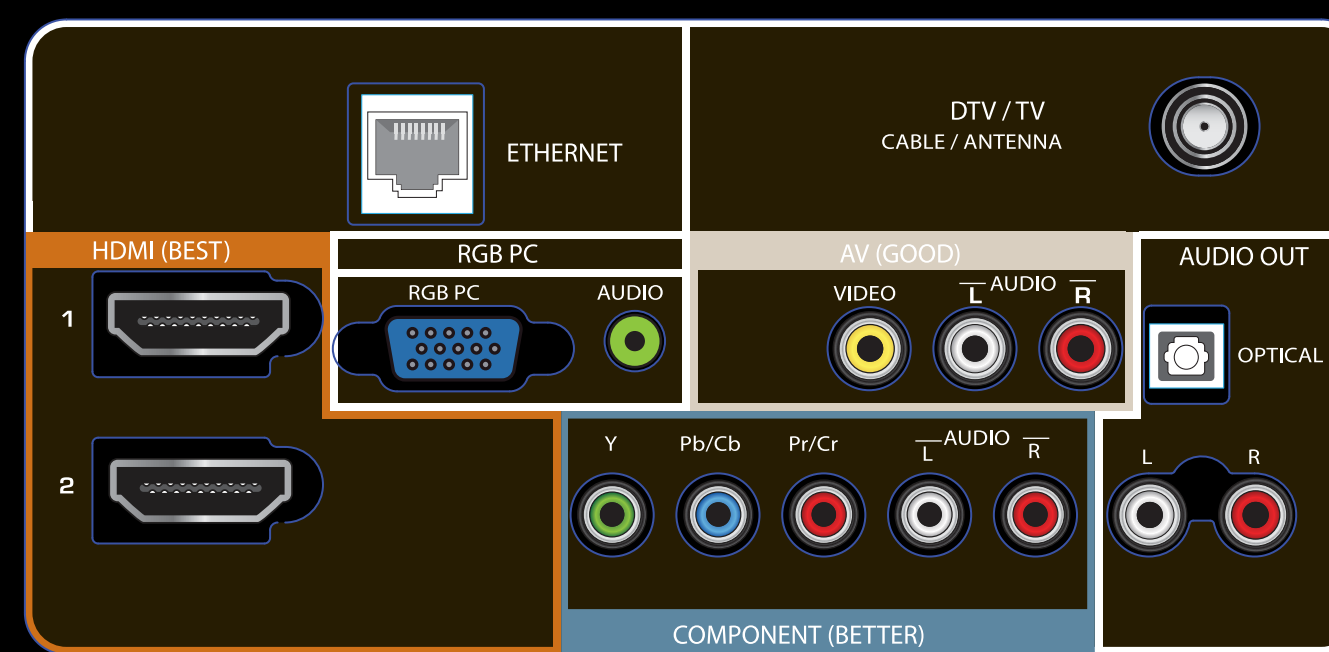 ETHERNET
DTV / TV
CABLE / ANTENNA
HDMI (BEST)
RGB PC
AV (GOOD)
AUDIO OUT
1
RGB PC
AUDIO
VIDEO
L AUDIO R
OPTICAL
2
Y
Pb/Cb
Pr/Cr
L AUDIO R
L
R
COMPONENT (BETTER)